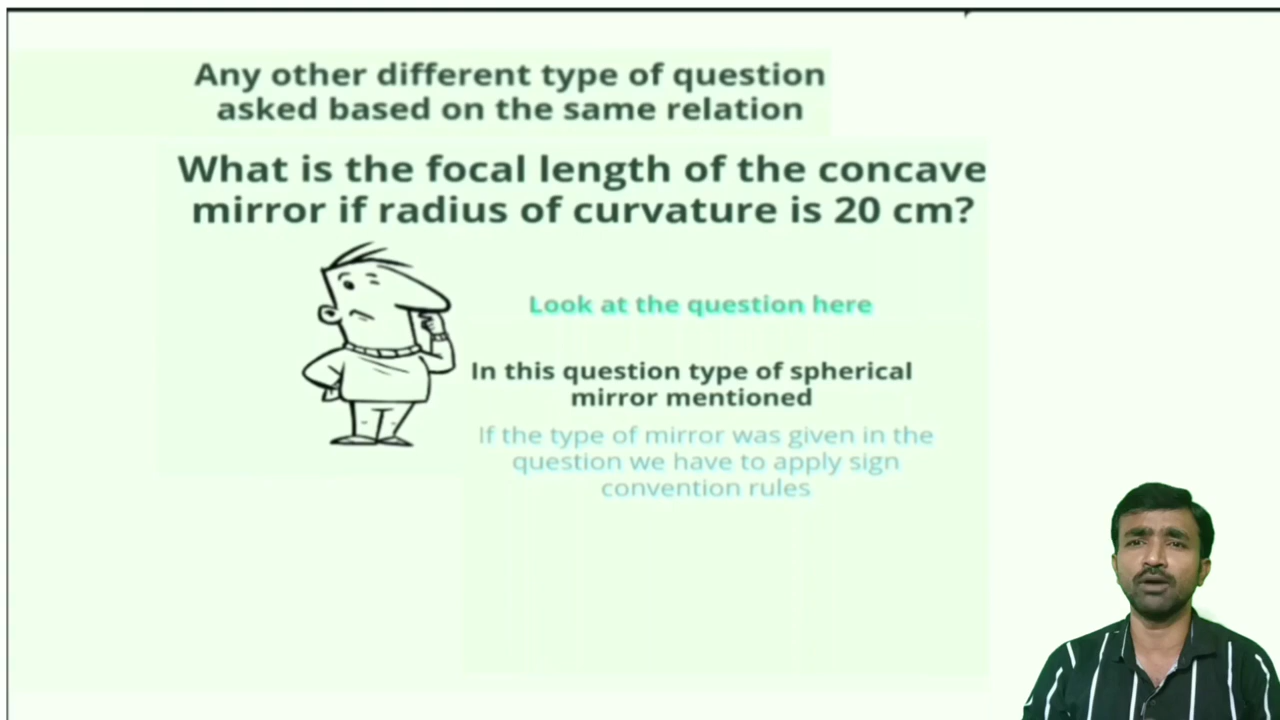 Any other different type of question
asked based on the same relation
What is the focal length of the concave
mirror if radius of curvature is 20 cm?
Look at the question here
In this question type of spherical
mirror mentioned
If the type of mirror was given in the
question we have to apply sign
convention rules